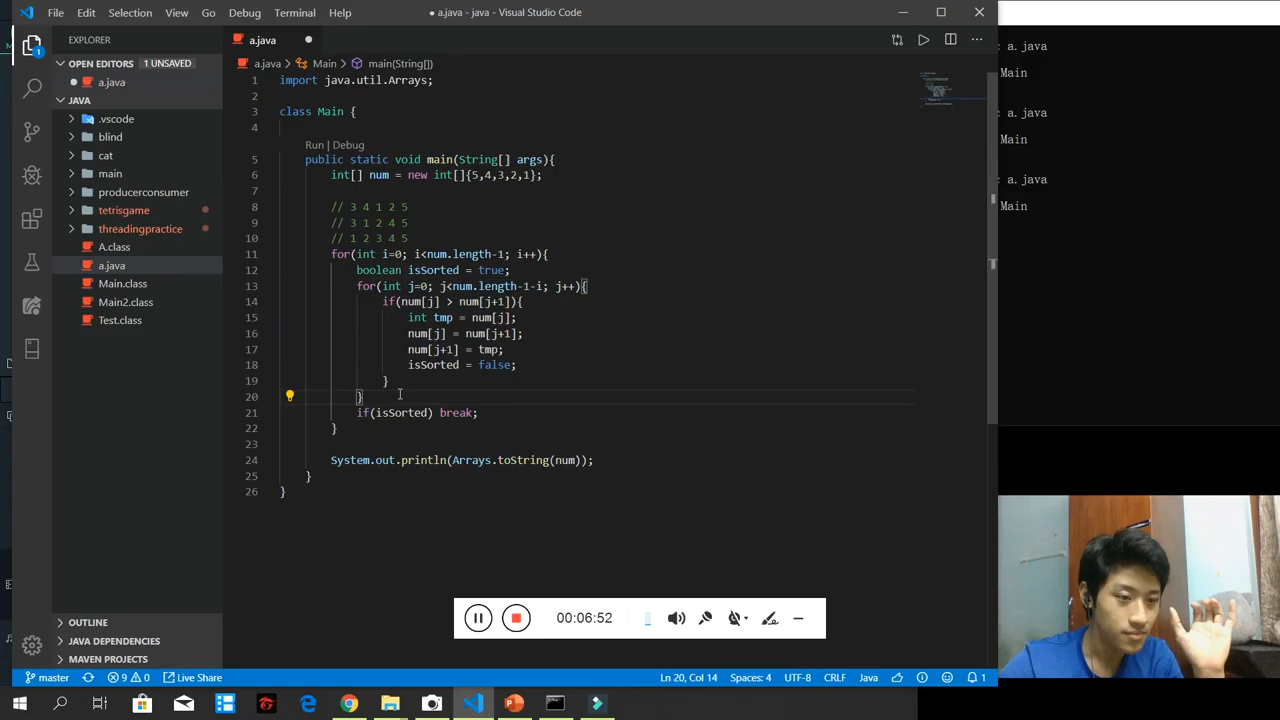 File Edit Selection View Go Debug Terminal Help
● a.java - java - Visual Studio Code
EXPLORER
OPEN EDITORS 1 UNSAVED
a.java
JAVA
.vscode
blind
cat
main
producerconsumer
tetrisgame
threadingpractice
A.class
a.java
Main.class
Main2.class
Test.class
OUTLINE
JAVA DEPENDENCIES
MAVEN PROJECTS
a.java
a.java > Main > main(String[])
1 import java.util.Arrays;
2
3 class Main {
4
Run | Debug
5 public static void main(String[] args){
6 int[] num = new int[]{5,4,3,2,1};
7
8 // 3 4 1 2 5
9 // 3 1 2 4 5
10 // 1 2 3 4 5
11 for(int i=0; i<num.length-1; i++){
12 boolean isSorted = true;
13 for(int j=0; j<num.length-1-i; j++){
14 if(num[j] > num[j+1]){
15 int tmp = num[j];
16 num[j] = num[j+1];
17 num[j+1] = tmp;
18 isSorted = false;
19 }
20 }
21 if(isSorted) break;
22 }
23
24 System.out.println(Arrays.toString(num));
25 }
26 }
c a.java
Main
c a.java
Main
c a.java
Main
00:06:52
master 9 0 Live Share
Ln 20, Col 14 Spaces: 4 UTF-8 CRLF Java 1